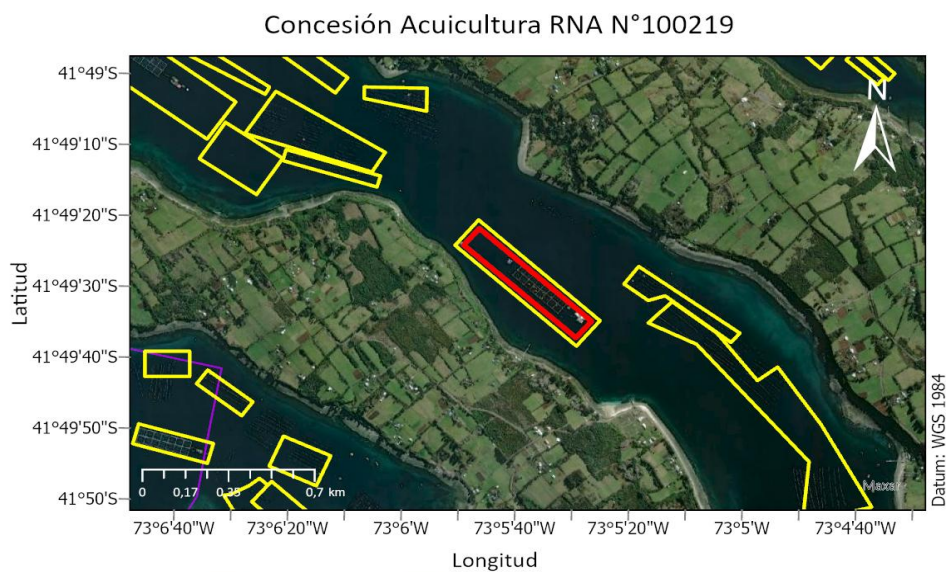 Concesión Acuicultura RNA N°100219
41°49'S
41°49'10"S
41°49'20"S
41°49'30"S
41°49'40"S
41°49'50"S
41°50'S
Latitud
N
Datum: WGS 1984
Maxar
0 0,17 0,35 0,7 km
73°6'40"W 73°6'20"W 73°6'W 73°5'40"W 73°5'20"W 73°5'W 73°4'40"W
Longitud